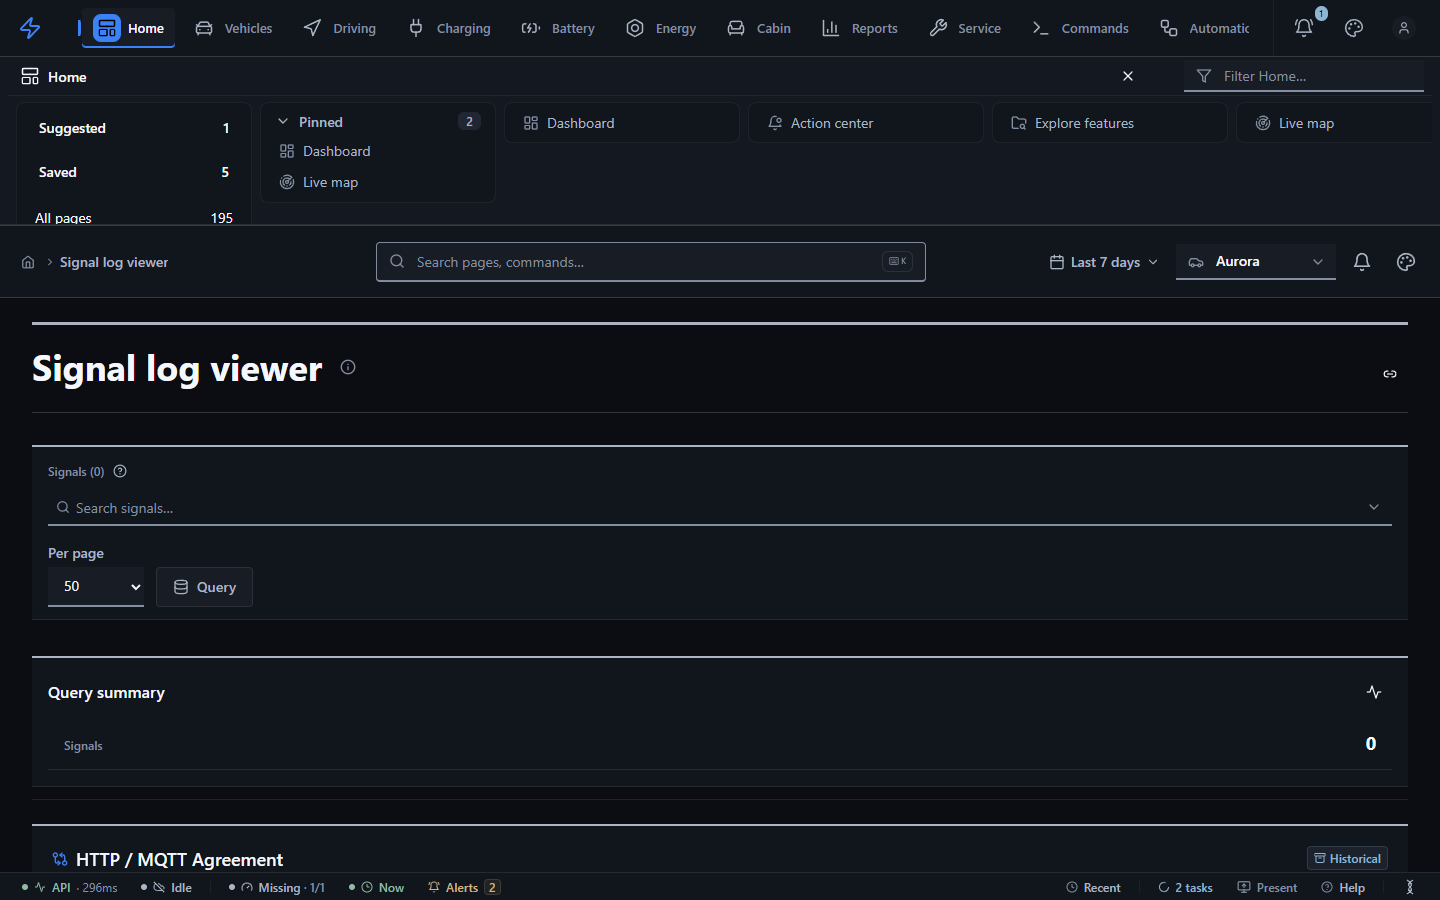 Home
Vehicles
Driving
Charging
Battery
Energy
Cabin
Reports
Service
Commands
Automatic
1
Home
Filter Home...
Suggested 1
Saved 5
All pages 195
Pinned 2
Dashboard
Live map
Dashboard
Action center
Explore features
Live map
Signal log viewer
Search pages, commands...
K
Last 7 days
Aurora
Signal log viewer
Signals (0)
Search signals...
Per page
50
Query
Query summary
Signals 0
HTTP / MQTT Agreement
Historical
API · 296ms
Idle
Missing · 1/1
Now
Alerts 2
Recent
2 tasks
Present
Help